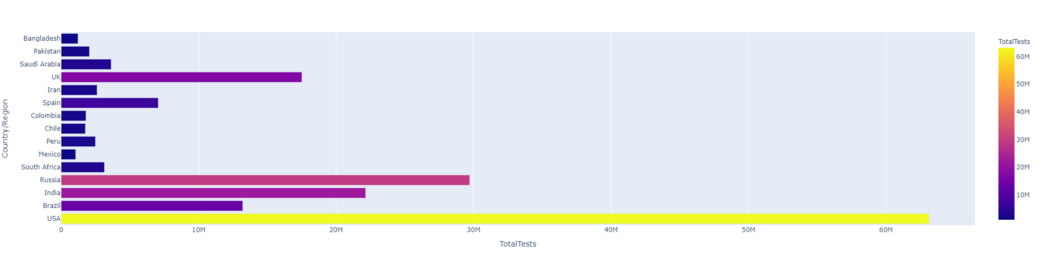 TotalTests
Bangladesh
Pakistan
Saudi Arabia
UK
Iran
Spain
Colombia
Chile
Peru
Mexico
South Africa
Russia
India
Brazil
USA
Country/Region
0 10M 20M 30M 40M 50M 60M
TotalTests
60M
50M
40M
30M
20M
10M